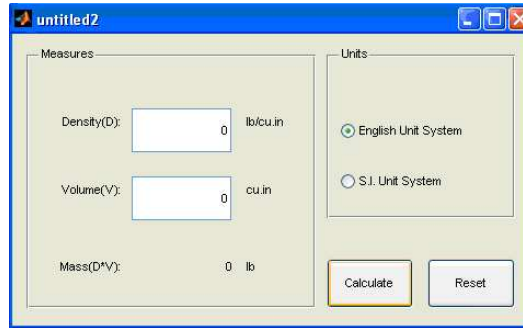 untitled2
Measures
Density(D): 0 lb/cu.in
Volume(V): 0 cu.in
Mass(D*V): 0 lb
Units
English Unit System
S.I. Unit System
Calculate Reset